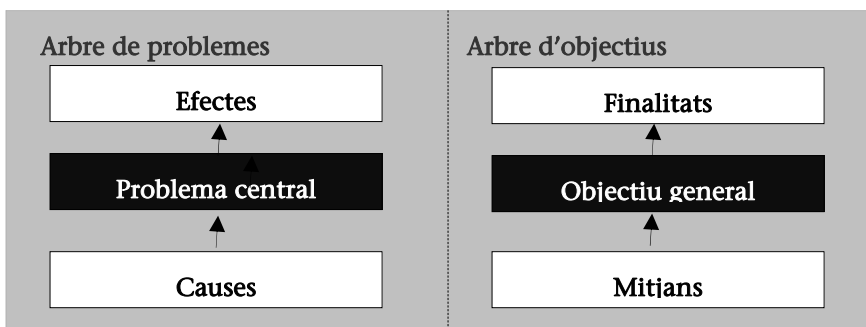 Arbre de problemes
Efectes
Problema central
Causes
Arbre d'objectius
Finalitats
Objectiu general
Mitjans